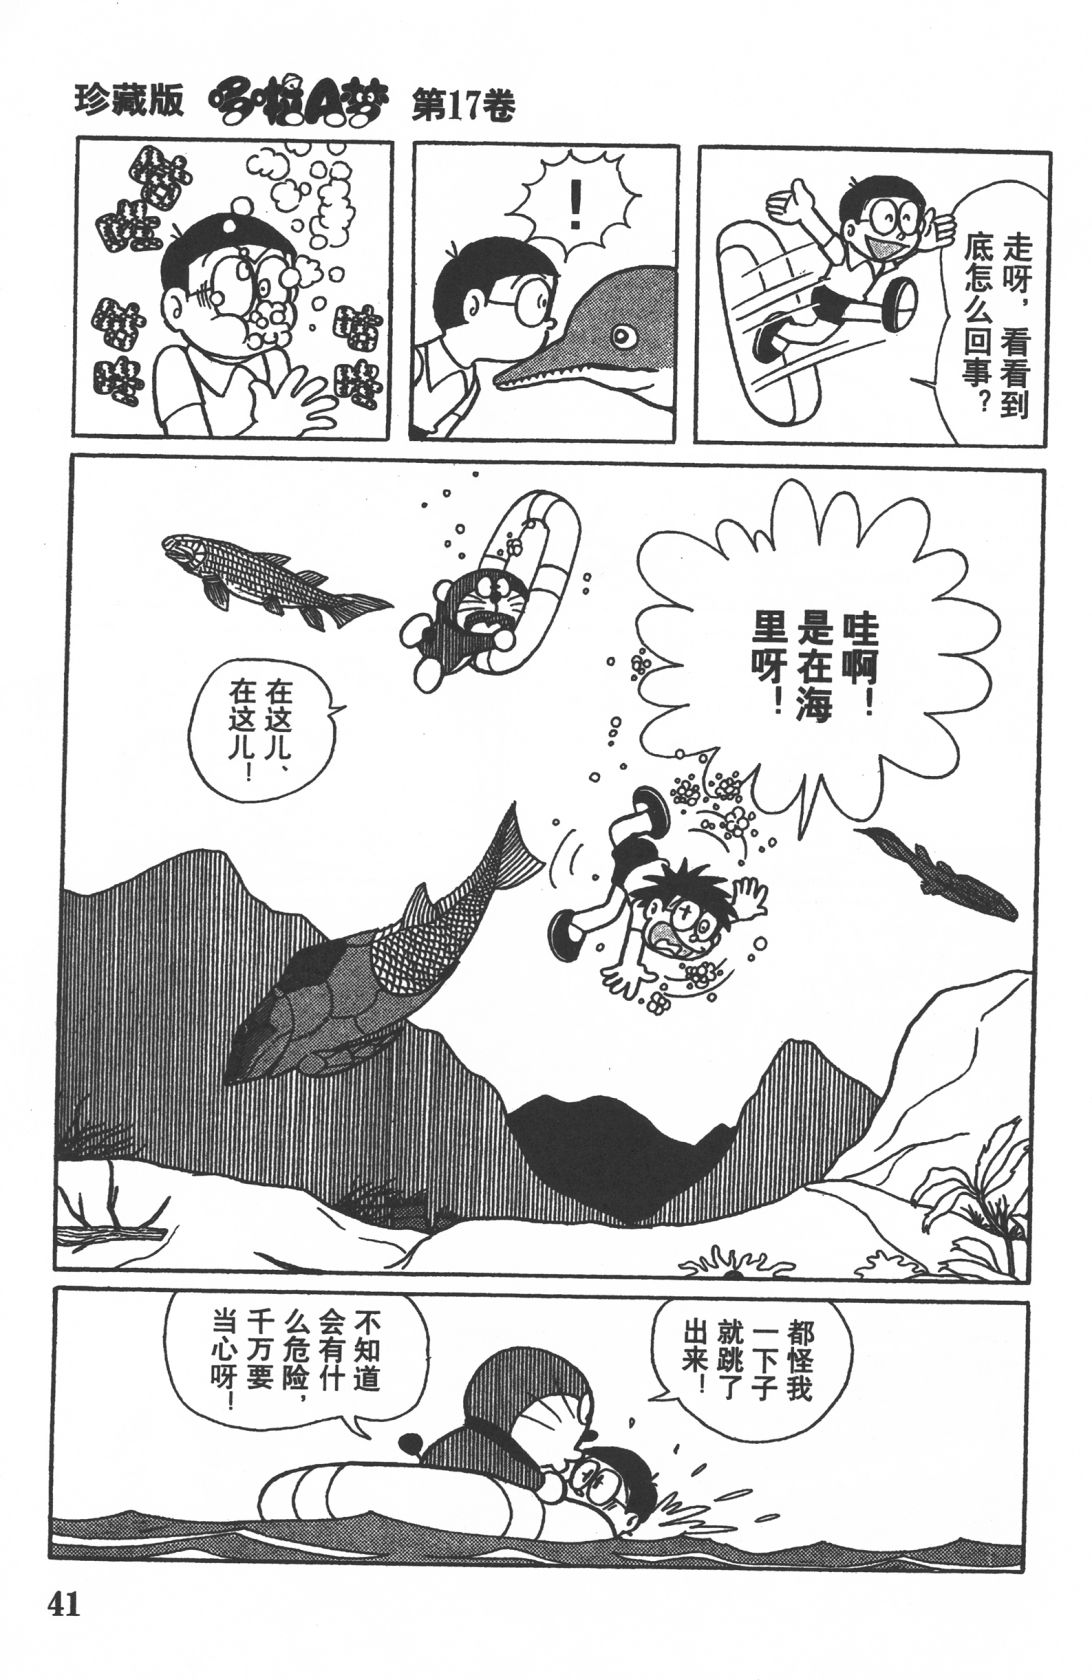 珍藏版 哆啦A梦 第17卷
走呀，看看到
底怎么回事？
！
哇啊！
是在海
里呀！
在这儿、
在这儿！
都怪我
一下子
就跳了
出来！
不知道
会有什
么危险，
千万要
当心呀！
41